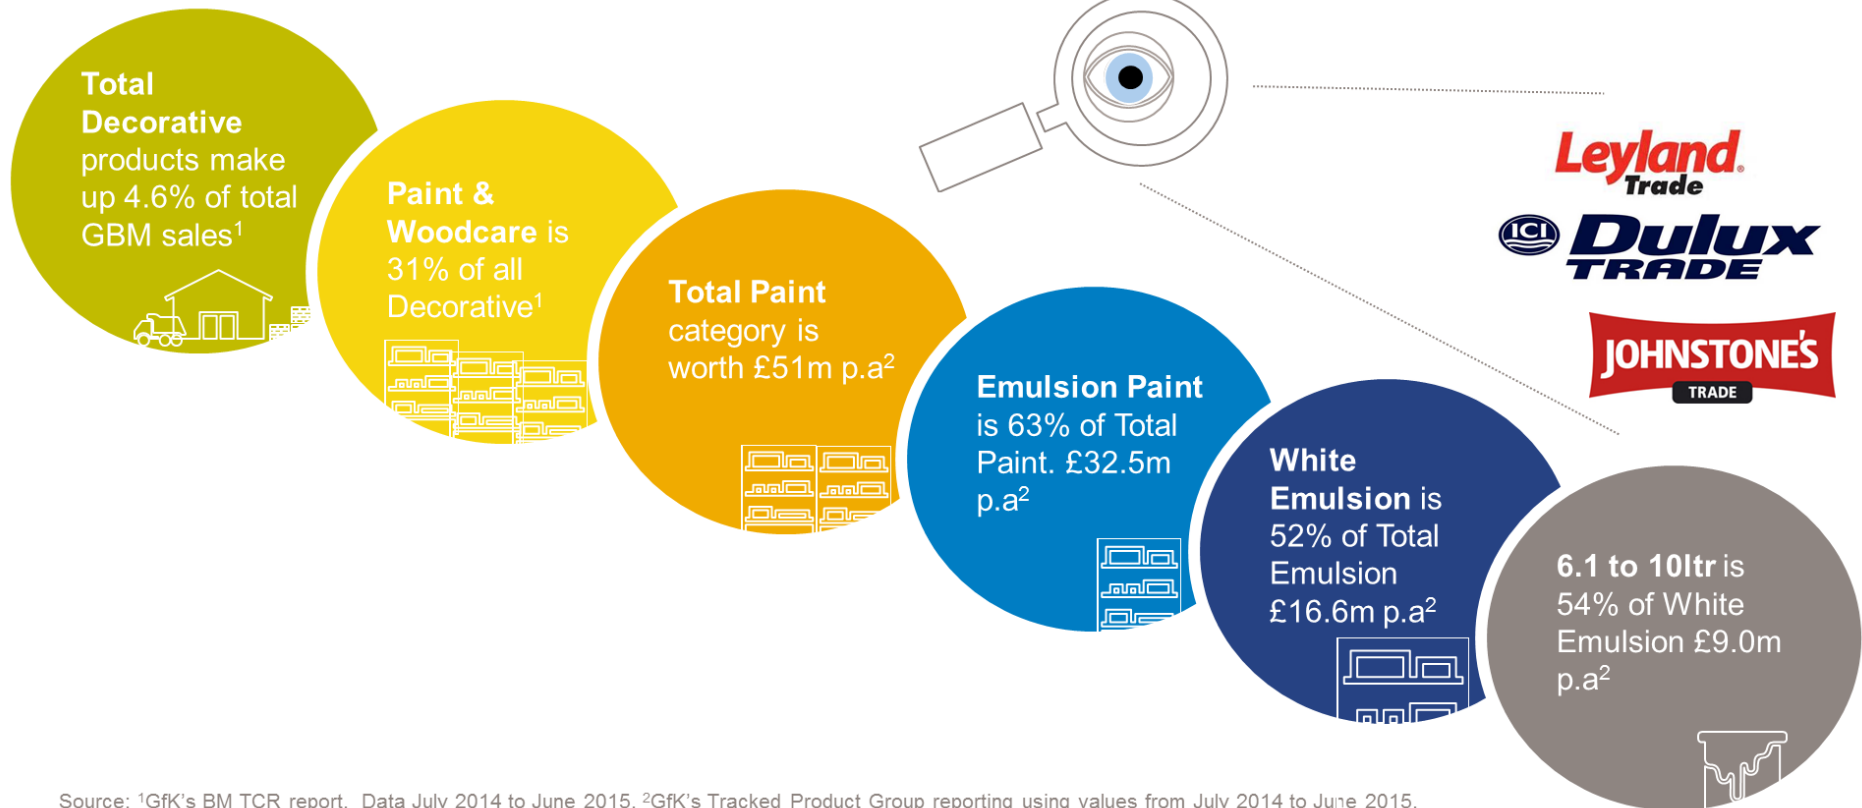 Total
Decorative
products make
up 4.6% of total
GBM sales¹
Paint &
Woodcare is
31% of all
Decorative¹
Total Paint
category is
worth £51m p.a²
Emulsion Paint
is 63% of Total
Paint. £32.5m
p.a²
White
Emulsion is
52% of Total
Emulsion
£16.6m p.a²
6.1 to 10ltr is
54% of White
Emulsion £9.0m
p.a²
Leyland®
Trade
ICI Dulux
TRADE
JOHNSTONE'S
TRADE
Source: ¹GfK's BM TCR report. Data July 2014 to June 2015. ²GfK's Tracked Product Group reporting using values from July 2014 to June 2015.